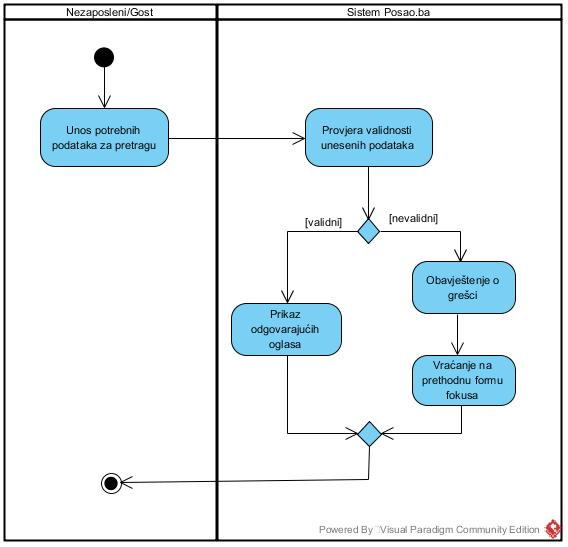 Nezaposleni/Gost
Sistem Posao.ba
Unos potrebnih
podataka za pretragu
Provjera validnosti
unesenih podataka
[validni]
[nevalidni]
Obavještenje o
grešci
Prikaz
odgovarajućih
oglasa
Vraćanje na
prethodnu formu
fokusa
Powered By Visual Paradigm Community Edition